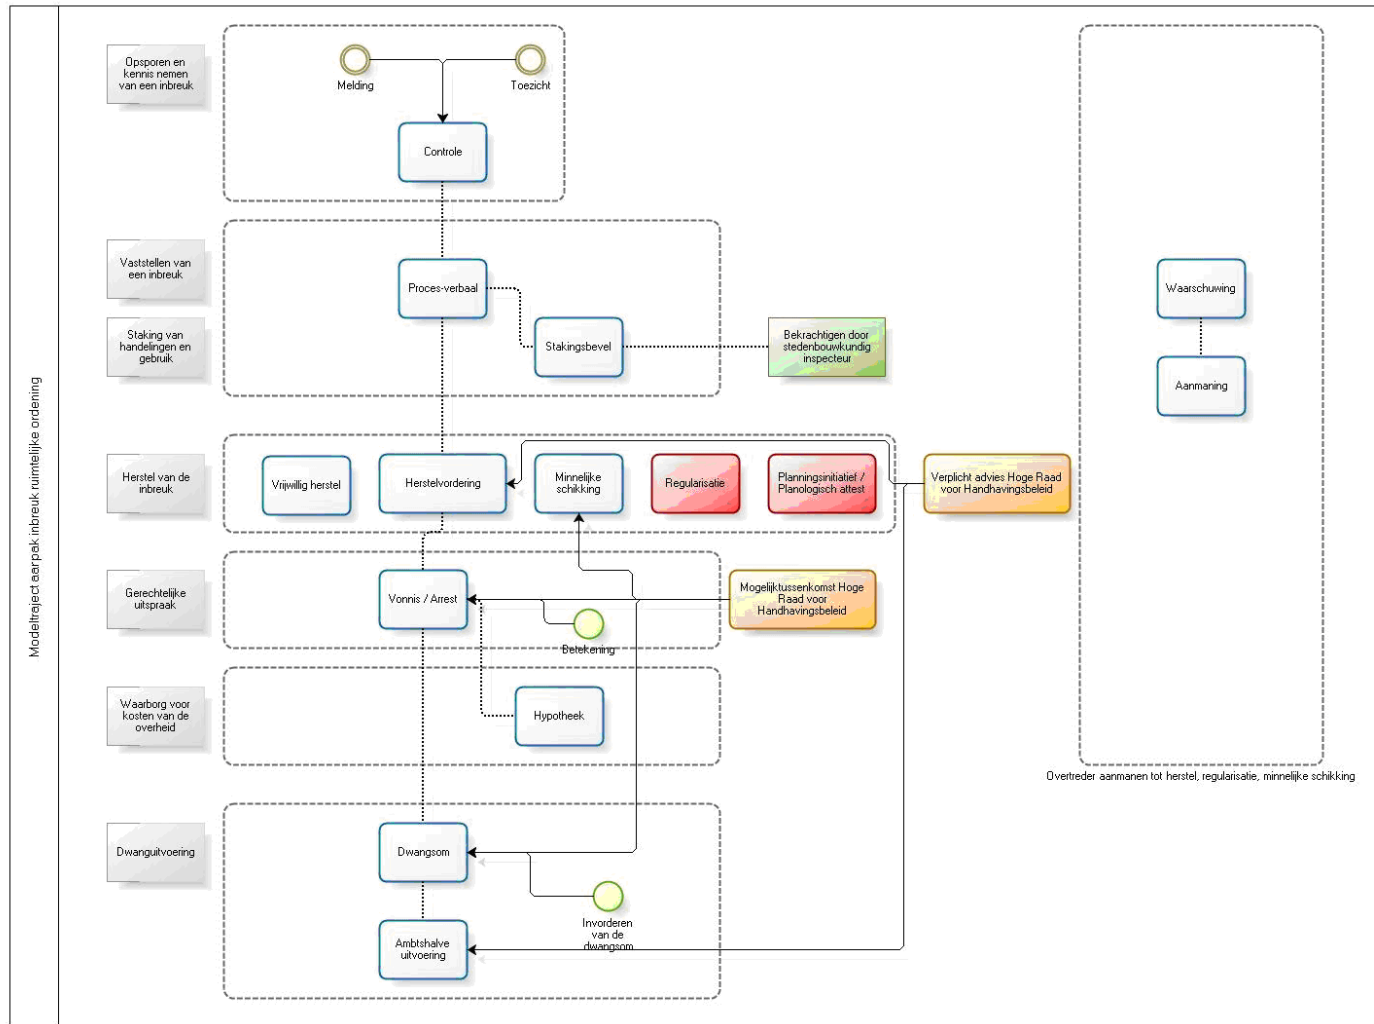 Modeltraject aarpak inbreuk ruimtelijke ordening
Opsporen en
kennis nemen
van een inbreuk
Melding
Toezicht
Controle
Vaststellen van
een inbreuk
Proces-verbaal
Waarschuwing
Staking van
handelingen en
gebruik
Stakingsbevel
Bekrachtigen door
stedenbouwkundig
inspecteur
Aanmaning
Herstel van de
inbreuk
Vrijwillig herstel
Herstelvordering
Minnelijke
schikking
Regularisatie
Planningsinitiatief /
Planologisch attest
Verplicht advies Hoge Raad
voor Handhavingsbeleid
Gerechtelijke
uitspraak
Vonnis / Arrest
Betekening
Mogelijktussenkomst Hoge
Raad voor
Handhavingsbeleid
Waarborg voor
kosten van de
overheid
Hypotheek
Overtreder aanmanen tot herstel, regularisatie, minnelijke schikking
Dwanguitvoering
Dwangsom
Invorderen
van de
dwangsom
Ambtshalve
uitvoering